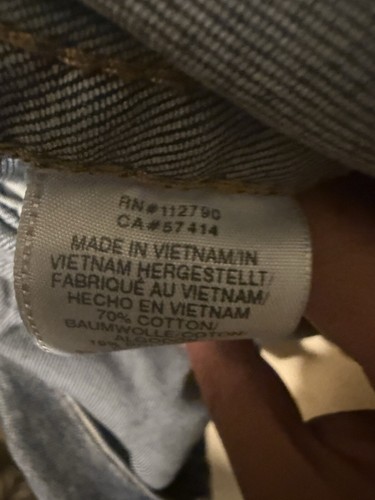 RN#112790
CA#57414
MADE IN VIETNAM/IN
VIETNAM HERGESTELLT/
FABRIQUÉ AU VIETNAM/
HECHO EN VIETNAM
70% COTTON/
BAUMWOLLE/COTON/